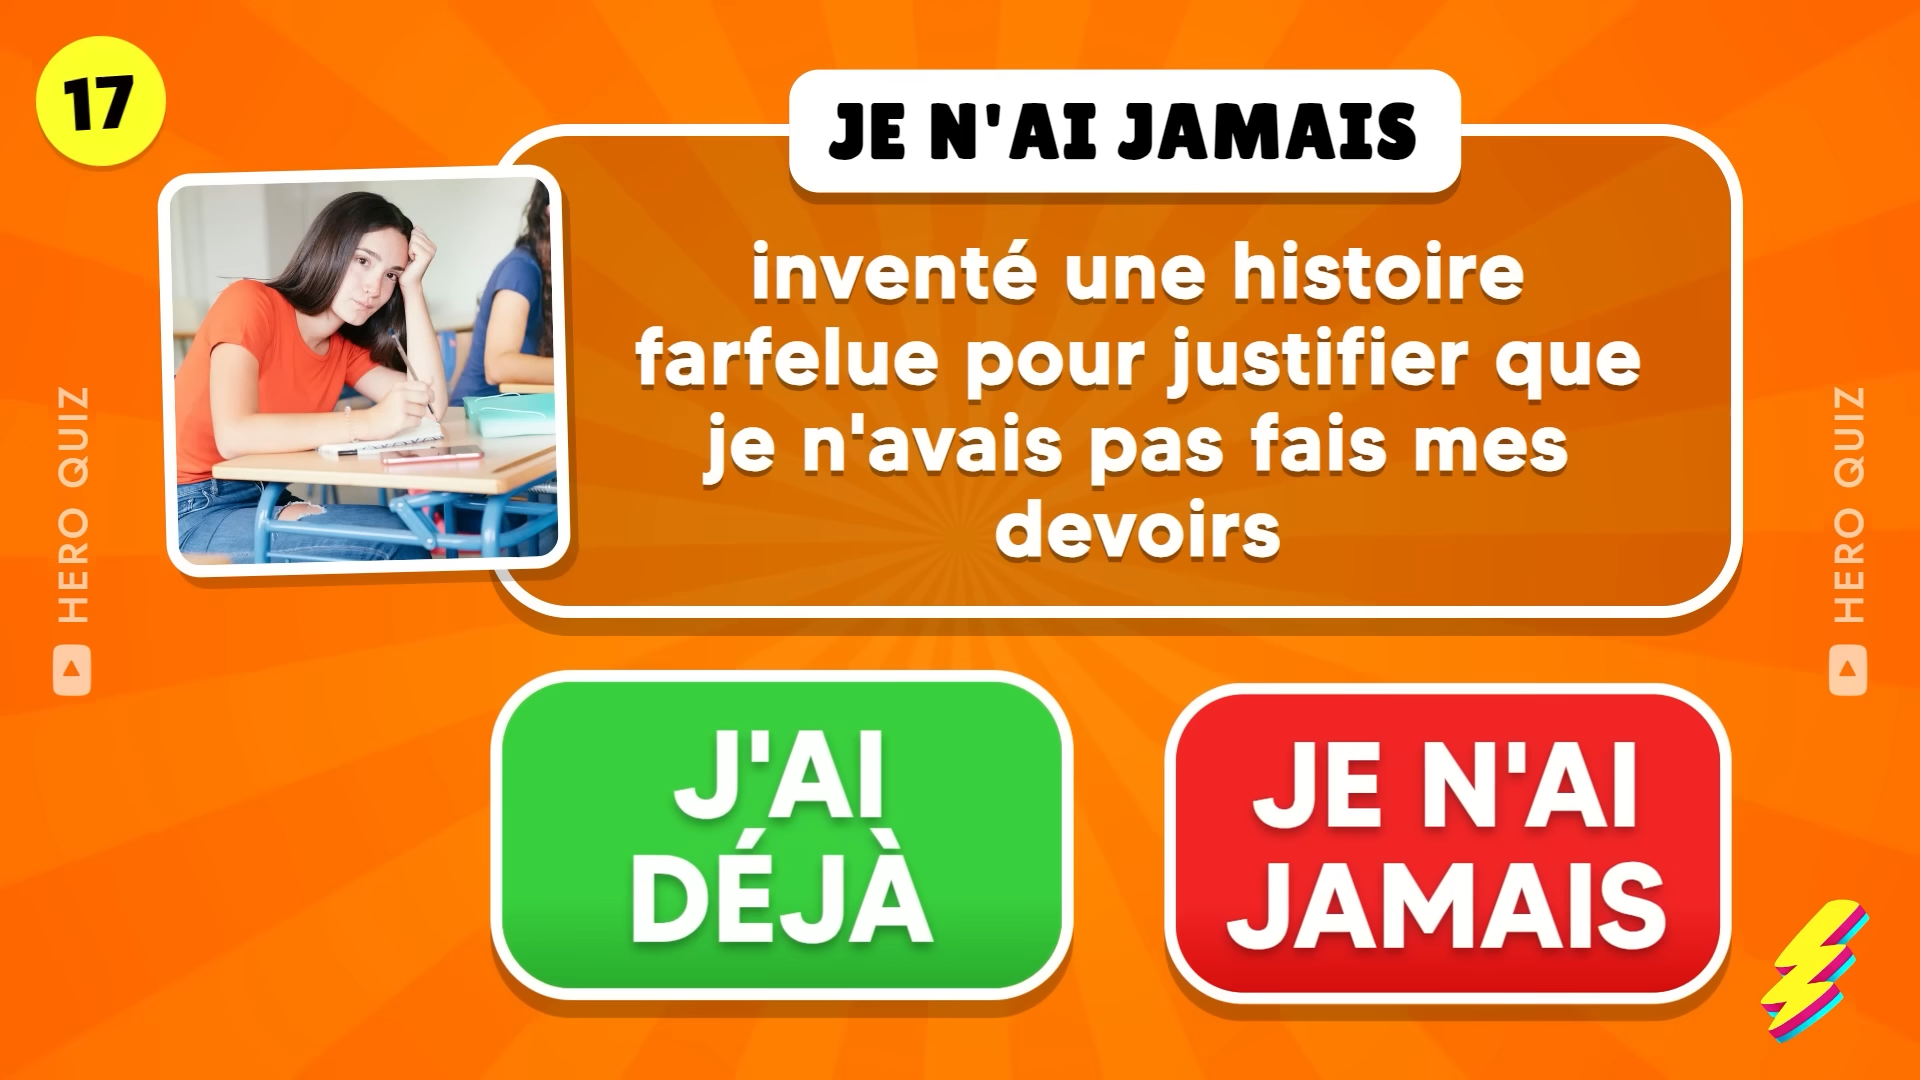 17
JE N'AI JAMAIS
inventé une histoire
farfelue pour justifier que
je n'avais pas fais mes
devoirs
HERO QUIZ
HERO QUIZ
J'AI
DÉJÀ
JE N'AI
JAMAIS